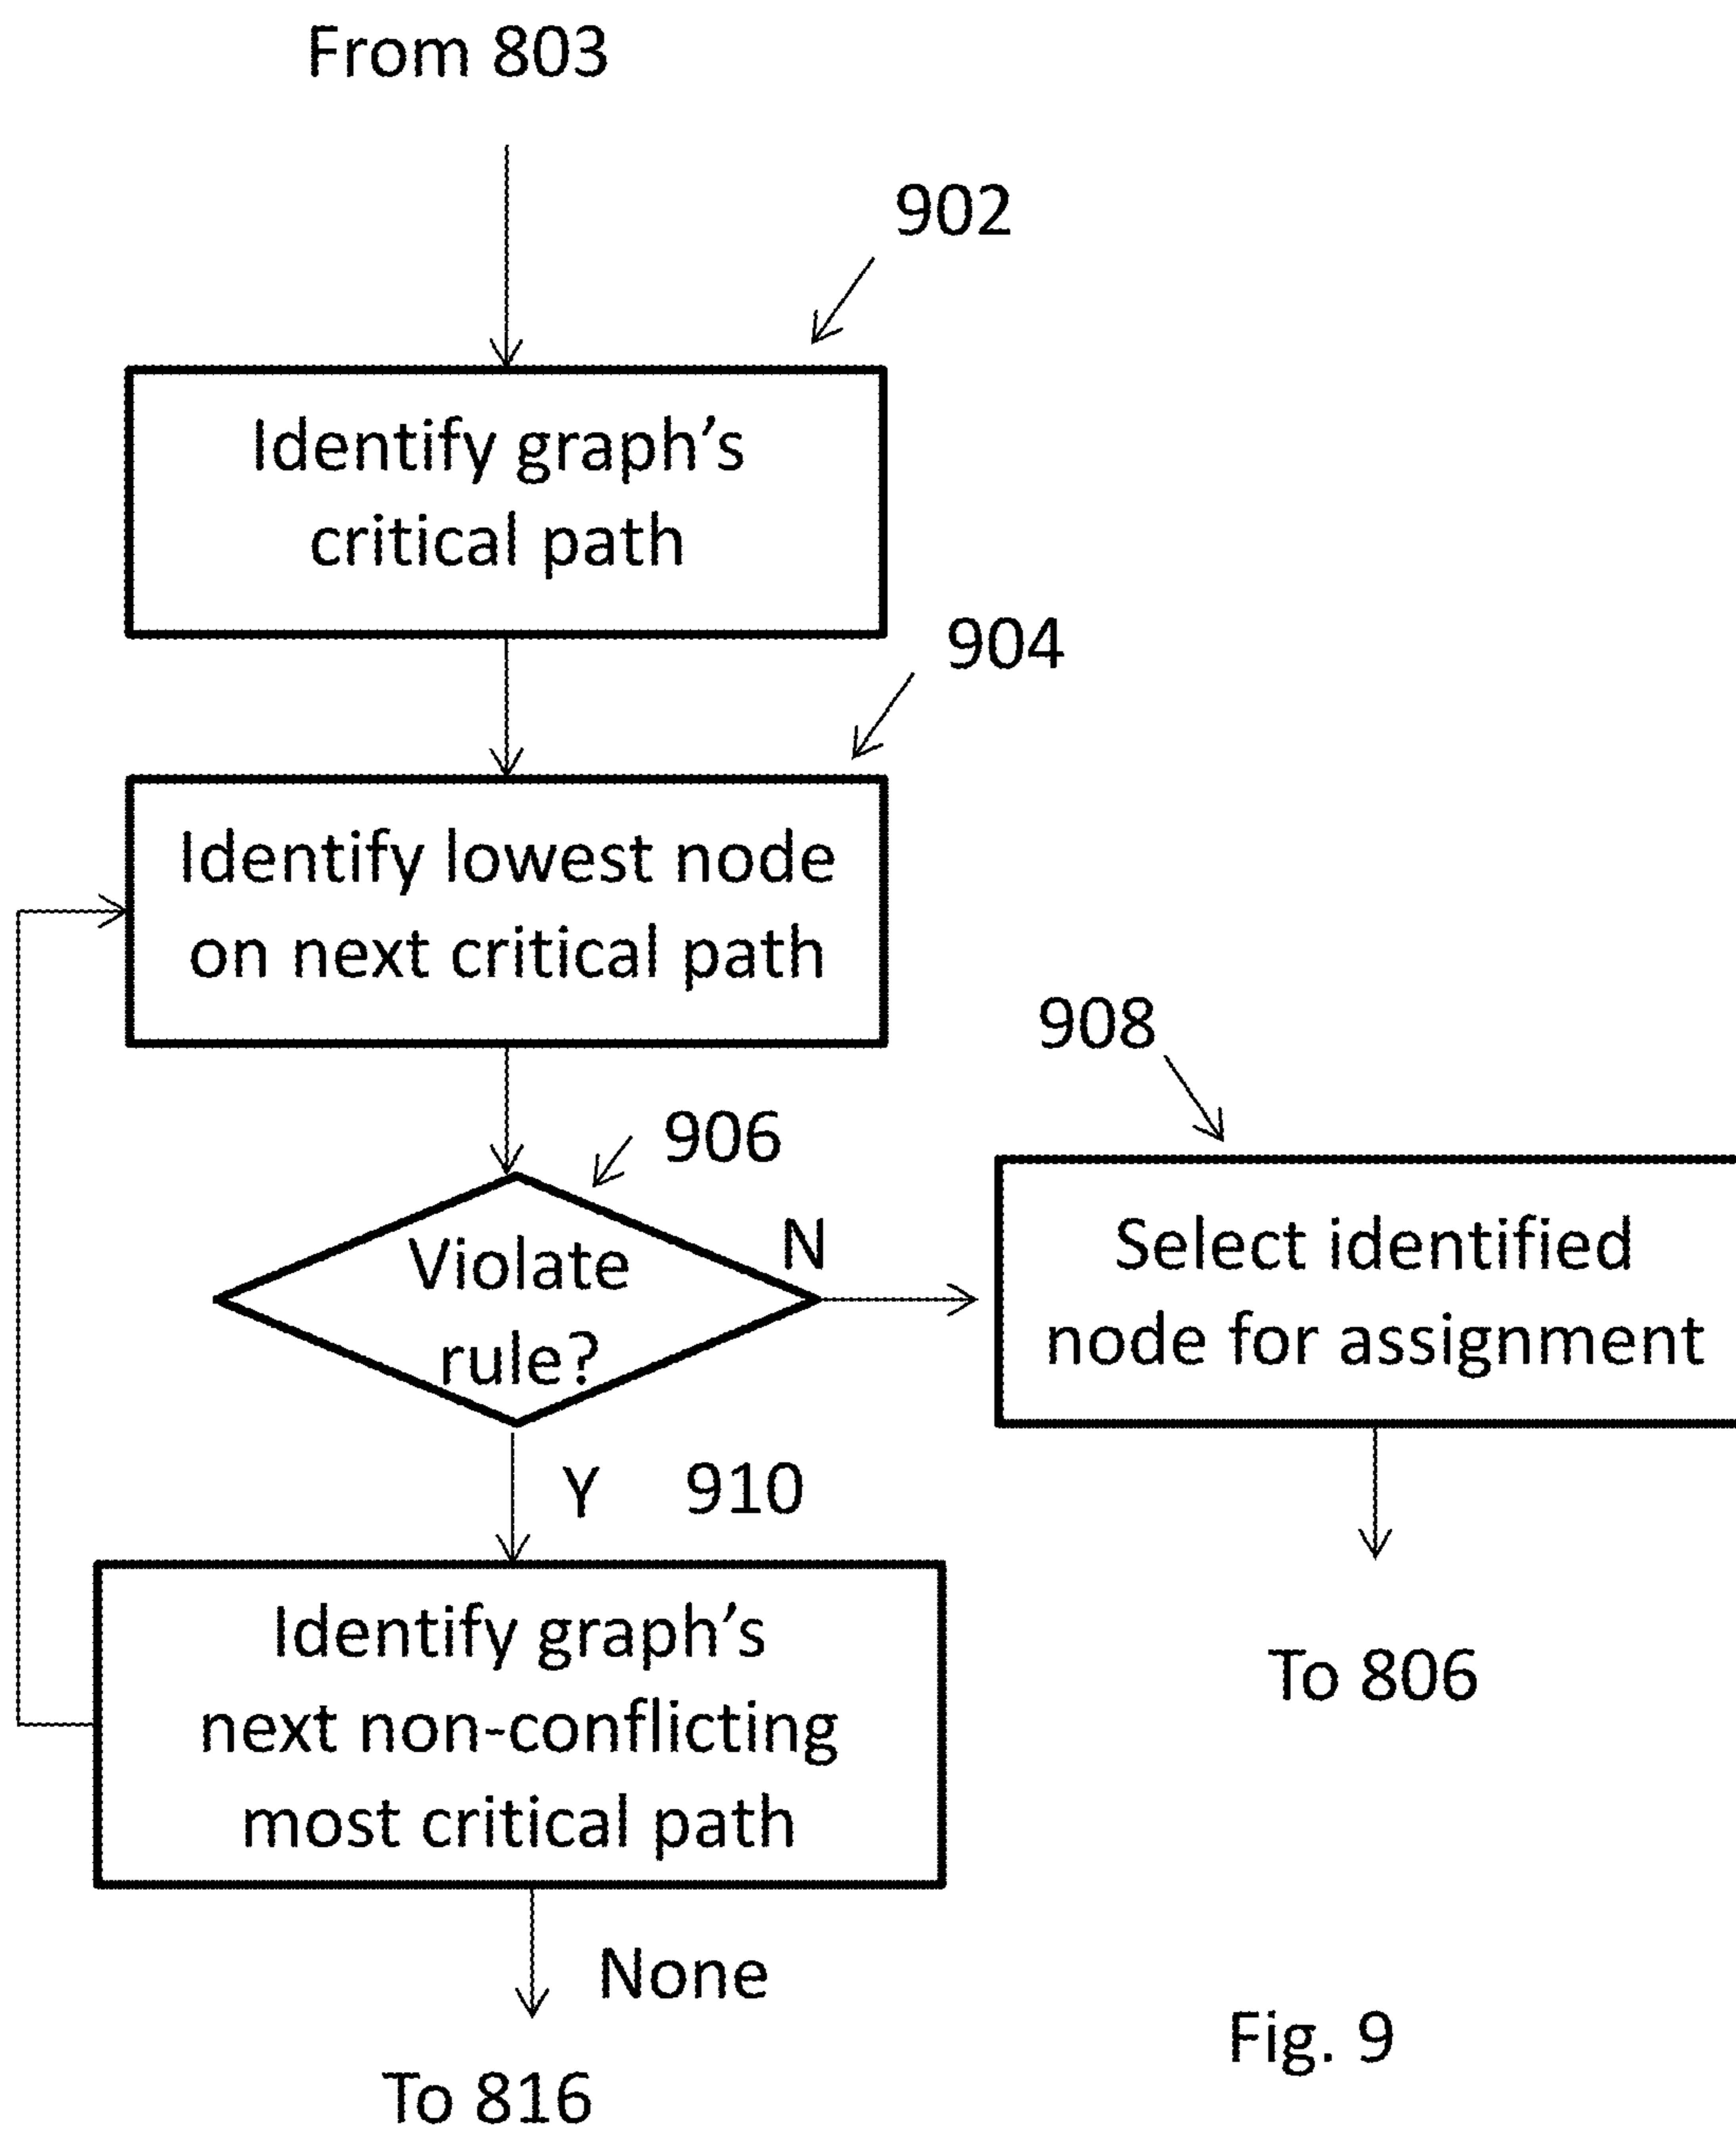 From 803
902
Identify graph's
critical path
904
Identify lowest node
on next critical path
906
Violate
rule?
N
908
Select identified
node for assignment
To 806
Y
910
Identify graph's
next non-conflicting
most critical path
None
To 816
Fig. 9